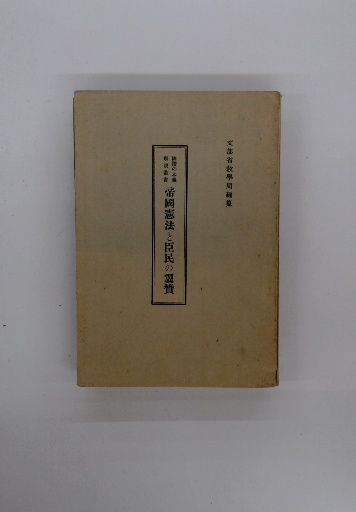 文部省教學局編纂
國體の本義
解説叢書
帝國憲法と臣民の翼贊